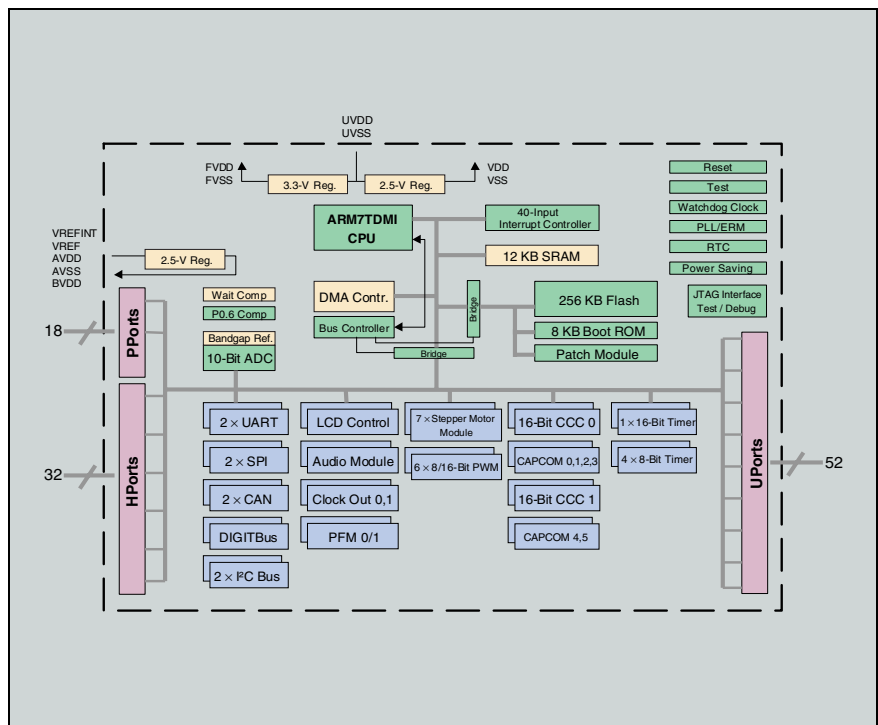 UVDD
UVSS
FVDD
FVSS
3.3-V Reg.
2.5-V Reg.
VDD
VSS
Reset
Test
Watchdog Clock
PLL/ERM
RTC
Power Saving
JTAG Interface
Test / Debug
ARM7TDMI
CPU
40-Input
Interrupt Controller
12 KB SRAM
VREFINT
VREF
AVDD
AVSS
BVDD
2.5-V Reg.
Wait Comp
P0.6 Comp
Bandgap Ref.
10-Bit ADC
DMA Contr.
Bus Controller
Bridge
Bridge
256 KB Flash
8 KB Boot ROM
Patch Module
18
PPorts
32
HPorts
UPorts
52
2 × UART
2 × SPI
2 × CAN
DIGITBus
2 × I²C Bus
LCD Control
Audio Module
Clock Out 0,1
PFM 0/1
7 × Stepper Motor
Module
6 × 8/16-Bit PWM
16-Bit CCC 0
CAPCOM 0,1,2,3
16-Bit CCC 1
CAPCOM 4,5
1 × 16-Bit Timer
4 × 8-Bit Timer